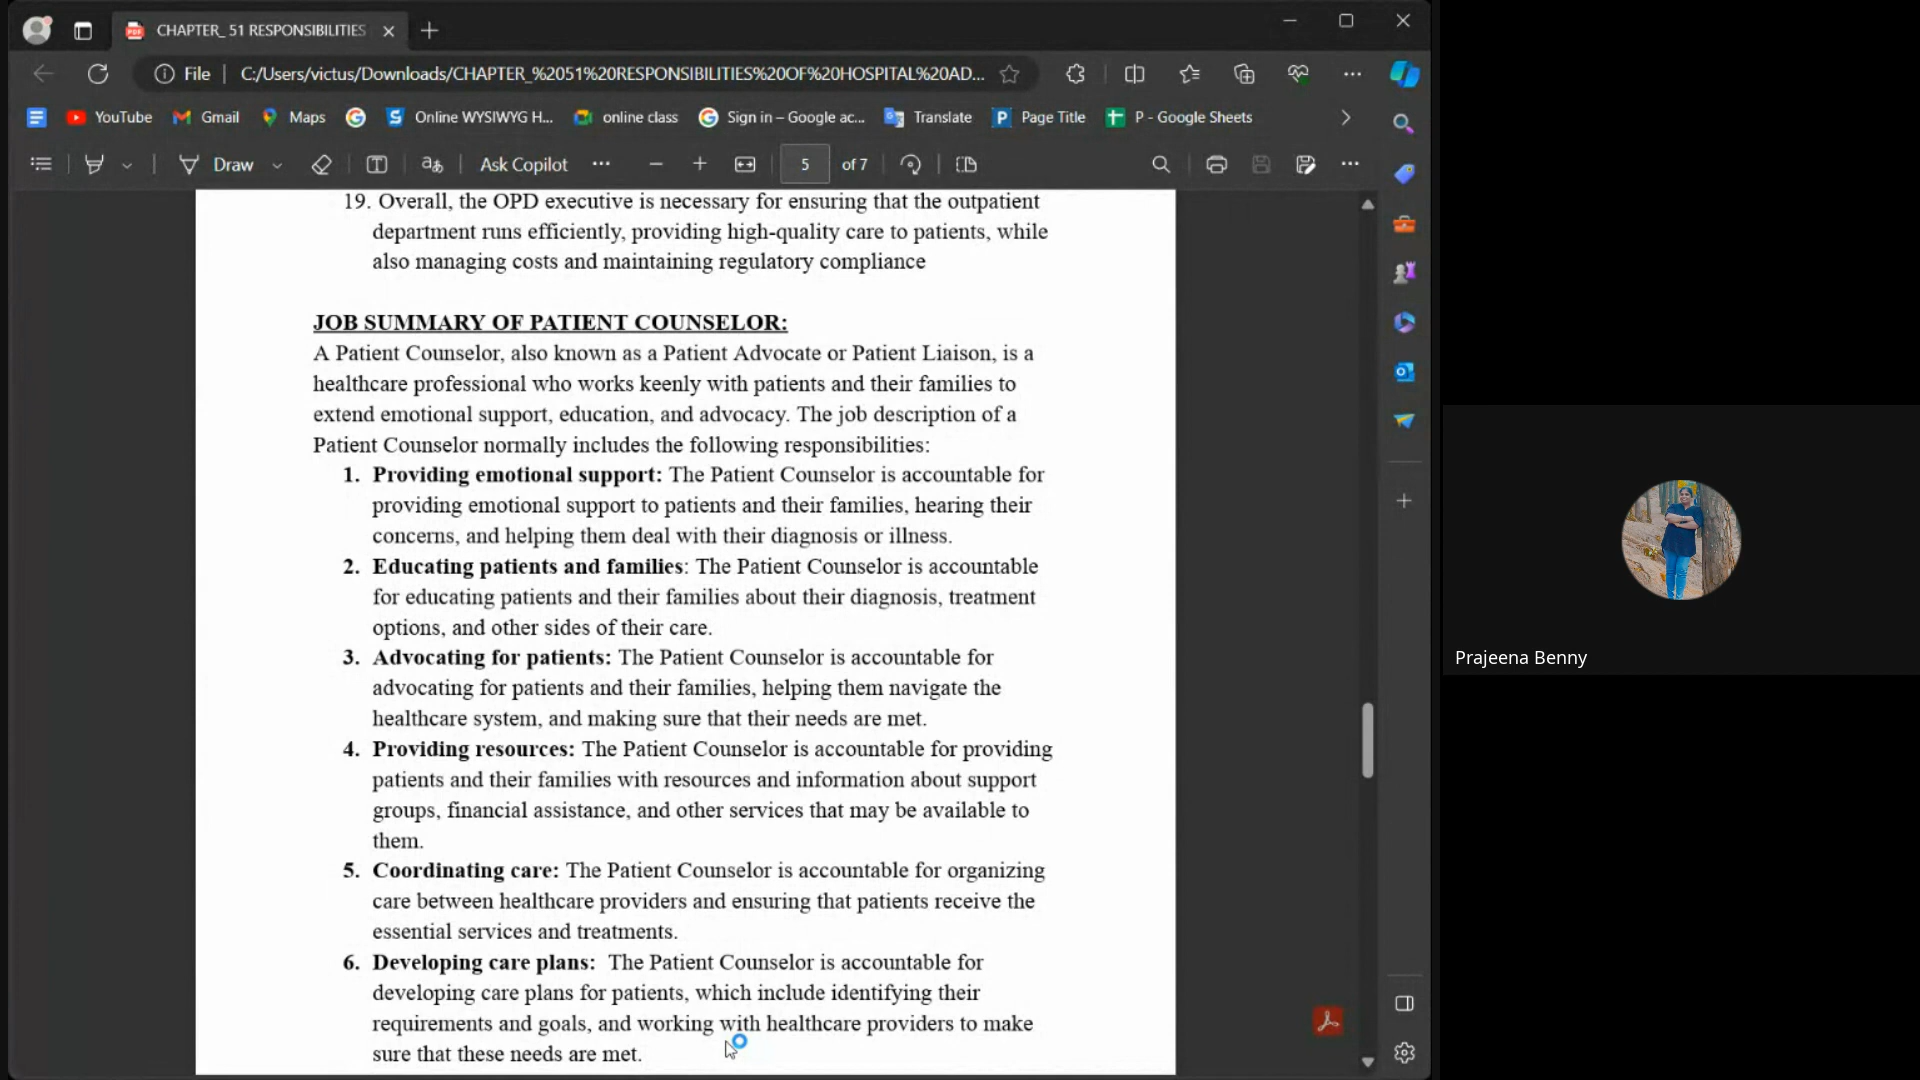 CHAPTER_ 51 RESPONSIBILITIES
File
C:/Users/victus/Downloads/CHAPTER_%2051%20RESPONSIBILITIES%20OF%20HOSPITAL%20AD...
YouTube Gmail Maps Online WYSIWYG H... online class Sign in – Google ac... Translate Page Title P - Google Sheets
Draw Ask Copilot 5 of 7
19. Overall, the OPD executive is necessary for ensuring that the outpatient
department runs efficiently, providing high-quality care to patients, while
also managing costs and maintaining regulatory compliance
JOB SUMMARY OF PATIENT COUNSELOR:
A Patient Counselor, also known as a Patient Advocate or Patient Liaison, is a
healthcare professional who works keenly with patients and their families to
extend emotional support, education, and advocacy. The job description of a
Patient Counselor normally includes the following responsibilities:
1. Providing emotional support: The Patient Counselor is accountable for
providing emotional support to patients and their families, hearing their
concerns, and helping them deal with their diagnosis or illness.
2. Educating patients and families: The Patient Counselor is accountable
for educating patients and their families about their diagnosis, treatment
options, and other sides of their care.
3. Advocating for patients: The Patient Counselor is accountable for
advocating for patients and their families, helping them navigate the
healthcare system, and making sure that their needs are met.
4. Providing resources: The Patient Counselor is accountable for providing
patients and their families with resources and information about support
groups, financial assistance, and other services that may be available to
them.
5. Coordinating care: The Patient Counselor is accountable for organizing
care between healthcare providers and ensuring that patients receive the
essential services and treatments.
6. Developing care plans: The Patient Counselor is accountable for
developing care plans for patients, which include identifying their
requirements and goals, and working with healthcare providers to make
sure that these needs are met.
Prajeena Benny